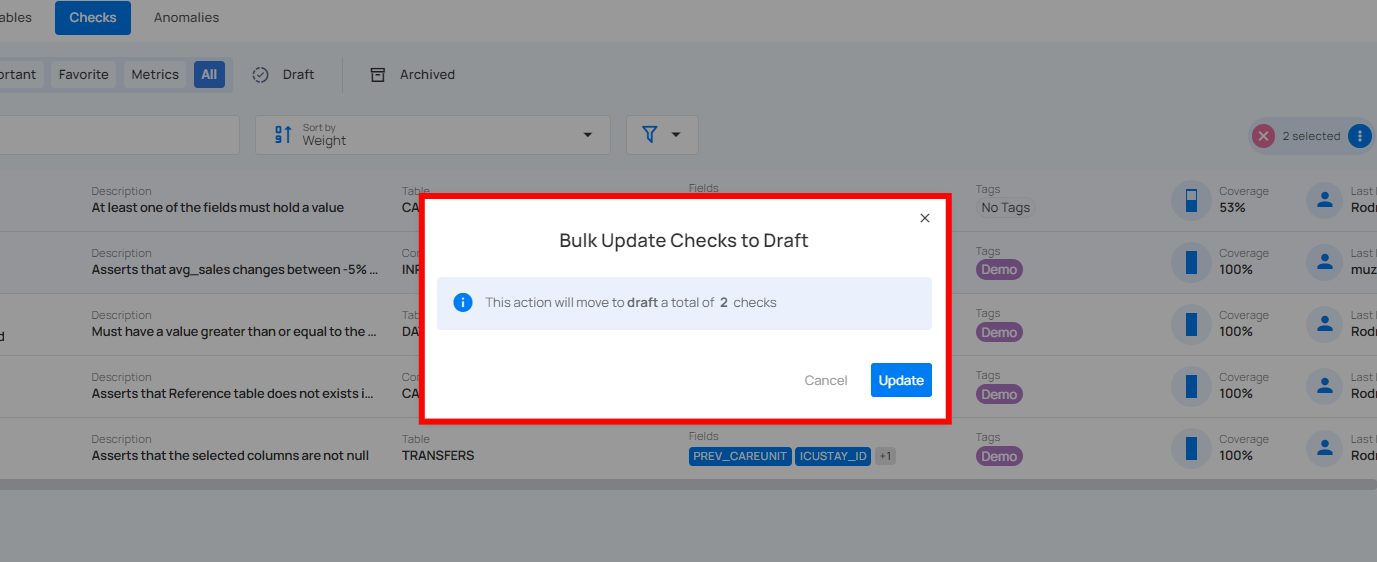 ables Checks Anomalies
ortant Favorite Metrics All Draft Archived
Sort by
Weight
2 selected
Description Table Fields Tags Coverage Last
At least one of the fields must hold a value CA No Tags 53% Rodr
Description Tags Coverage Last
Asserts that avg_sales changes between -5% ... Demo 100% muz
Description Tags Coverage Last
d Must have a value greater than or equal to the ... DA Demo 100% Rodr
Description Tags Coverage Last
Asserts that Reference table does not exists i... CA Demo 100% Rodr
Description Table Fields Tags Coverage Last
Asserts that the selected columns are not null TRANSFERS PREV_CAREUNIT ICUSTAY_ID +1 Demo 100% Rodr
Bulk Update Checks to Draft
This action will move to draft a total of 2 checks
Cancel Update